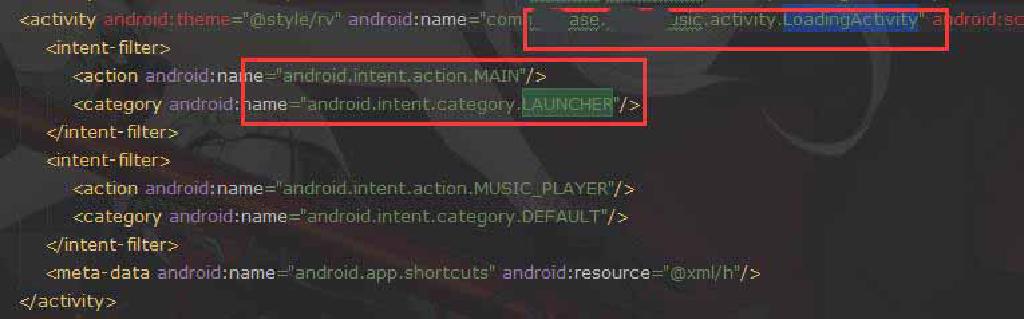 <activity android:theme="@style/rv" android:name="com ase. usic.activity.LoadingActivity" android:sc
<intent-filter>
<action android:name="android.intent.action.MAIN"/>
<category android:name="android.intent.category.LAUNCHER"/>
</intent-filter>
<intent-filter>
<action android:name="android.intent.action.MUSIC_PLAYER"/>
<category android:name="android.intent.category.DEFAULT"/>
</intent-filter>
<meta-data android:name="android.app.shortcuts" android:resource="@xml/h"/>
</activity>